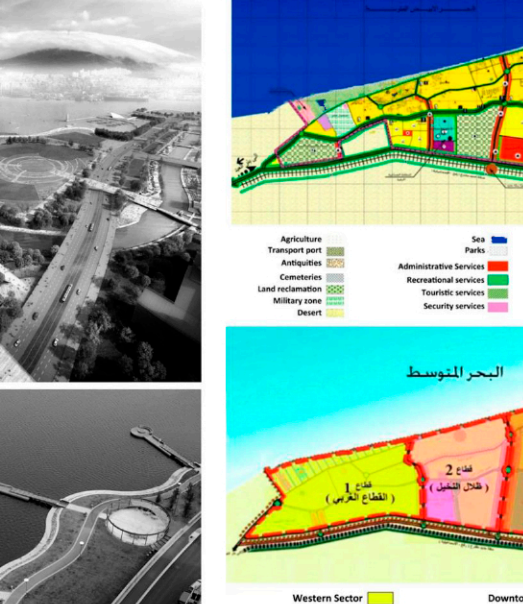 Agriculture
Transport port
Antiquities
Cemeteries
Land reclamation
Military zone
Desert
Sea
Parks
Administrative Services
Recreational services
Touristic services
Security services
البحر المتوسط
قطاع
1
(القطاع الغربي)
قطاع
2
(ظلال النخيل)
Western Sector